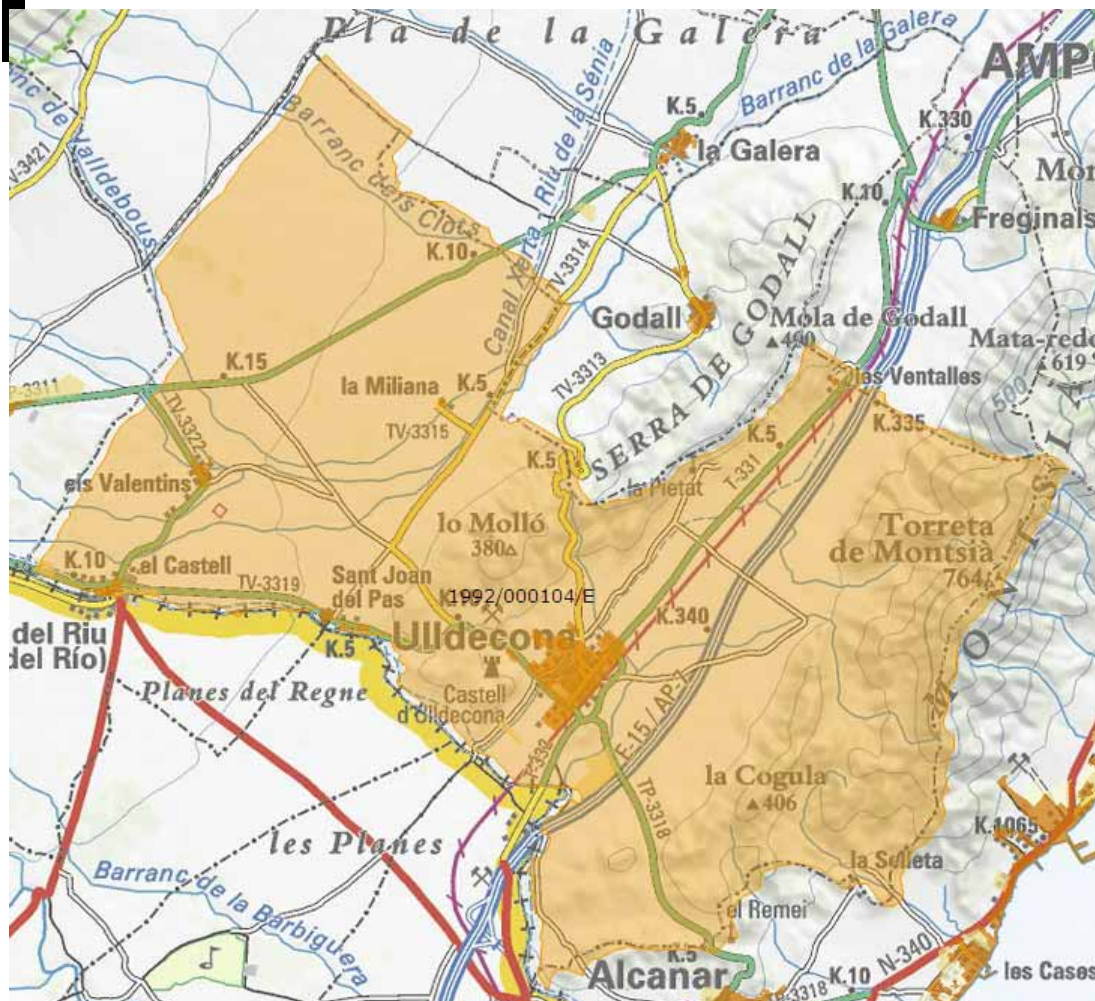 Pla de la Galera
AMP
Barranc de la Galera
K.5
K.330
Riu de la Sénia
Barranc dels Clots
la Galera
V-3421
K.10
Freginals
K.10
TV-3314
Canal Xerta
Godall
Mola de Godall
490
SERRA DE GODALL
Mata-redo
619
K.15
TV-3313
les Ventalles
la Miliana
K.5
500
3311
K.335
TV-3315
K.5
TV-3322
K.5
T-331
els Valentins
la Pietat
lo Molló
380
Torreta
de Montsià
764
K.10
el Castell
TV-3319
Sant Joan
del Pas
1992/000104/E
K.340
Ulldecona
K.5
del Riu
del Río)
Planes del Regne
Castell
d'Ulldecona
E-15 / AP-7
TP-3318
la Cogula
406
K.1065
les Planes
la Selleta
Barranc de la Barbiguera
el Remei
N-340
K.5
Alcanar
K.10
3318
les Cases